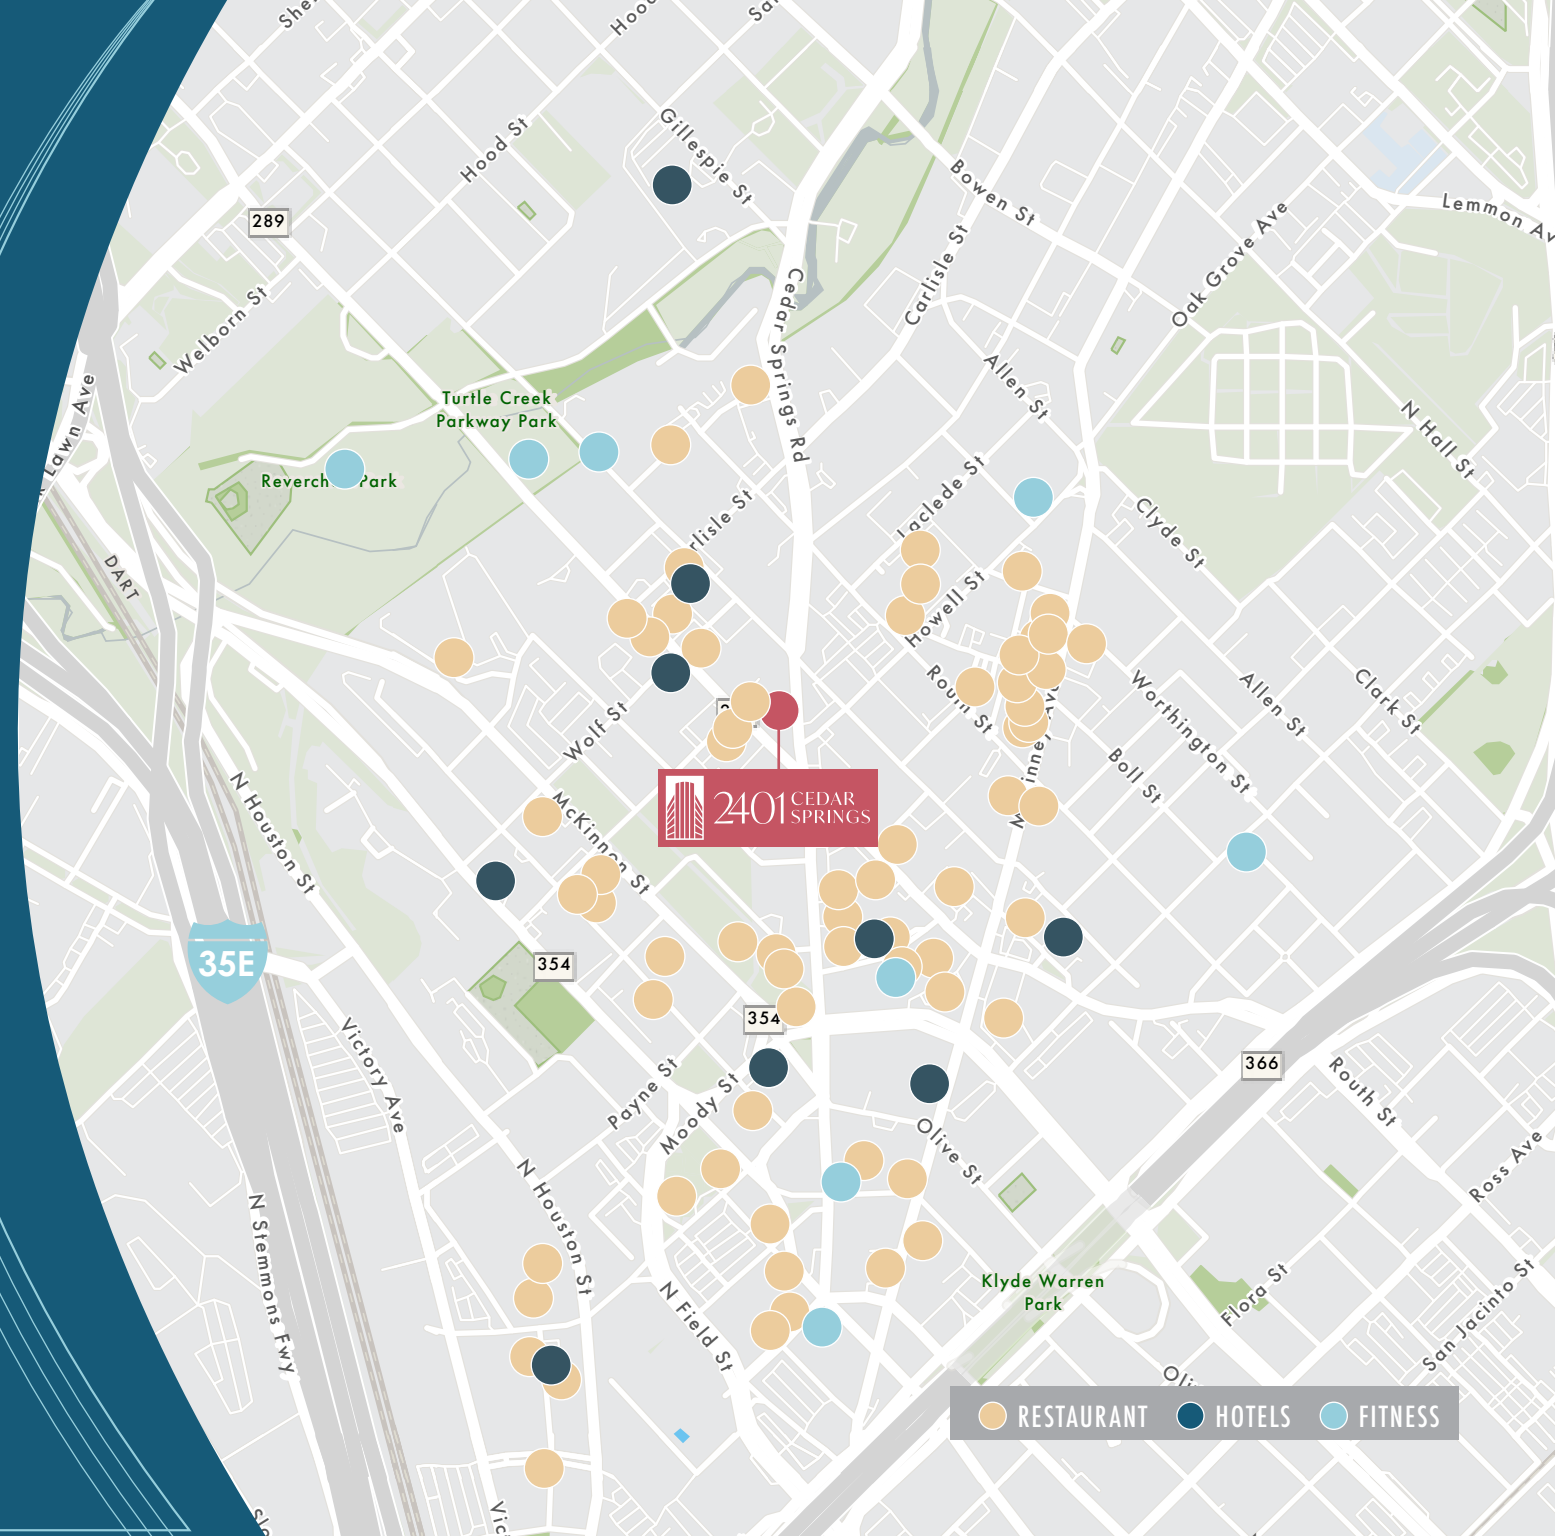 Hood St
Gillespie St
289
Bowen St
Lemmon Av
Oak Grove Ave
Carlisle St
Cedar Springs Rd
Welborn St
Allen St
Turtle Creek
Parkway Park
Lawn Ave
N Hall St
Reverch Park
Laclede St
rlisle St
Clyde St
DART
Howell St
Routh St
Worthington St
Allen St
Clark St
Wolf St
Boll St
N Houston St
McKinnon St
2401 CEDAR
SPRINGS
35E
354
354
Victory Ave
366
Payne St
Moody St
Routh St
Olive St
Ross Ave
N Houston St
N Stemmons Fwy
Klyde Warren
Park
Flora St
San Jacinto St
N Field St
RESTAURANT
HOTELS
FITNESS